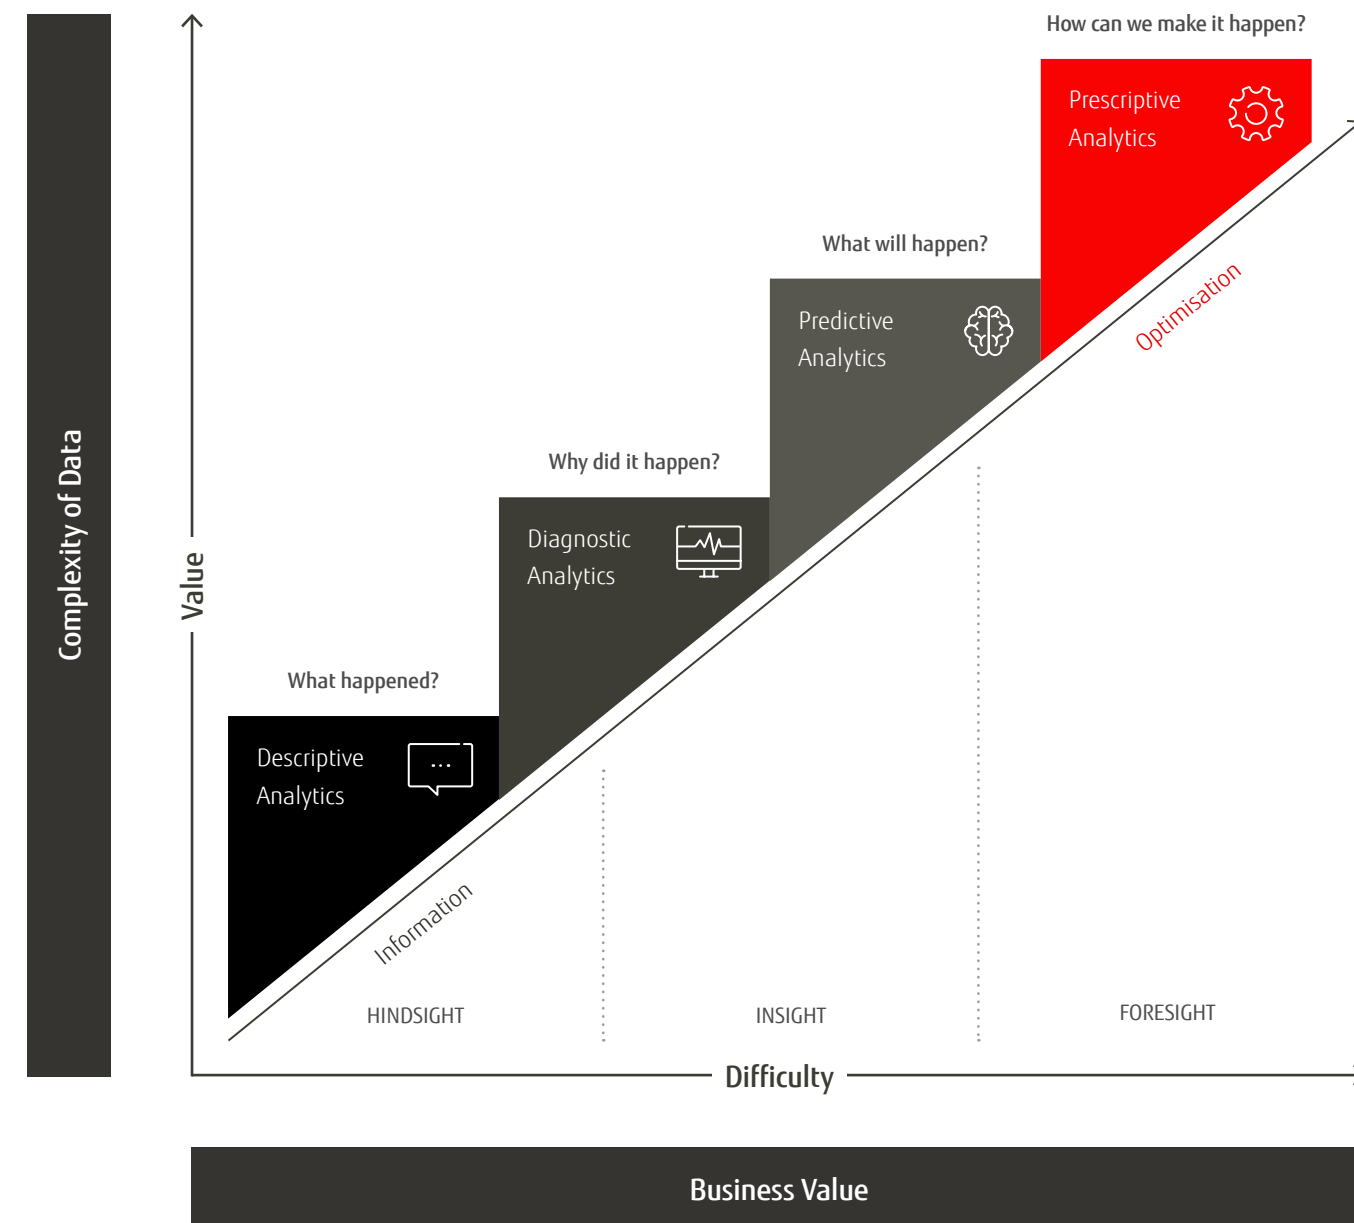 How can we make it happen?
Prescriptive
Analytics
What will happen?
Predictive
Analytics
Optimisation
Why did it happen?
Diagnostic
Analytics
What happened?
Descriptive
Analytics
Information
Complexity of Data
Value
HINDSIGHT
INSIGHT
FORESIGHT
Difficulty
Business Value